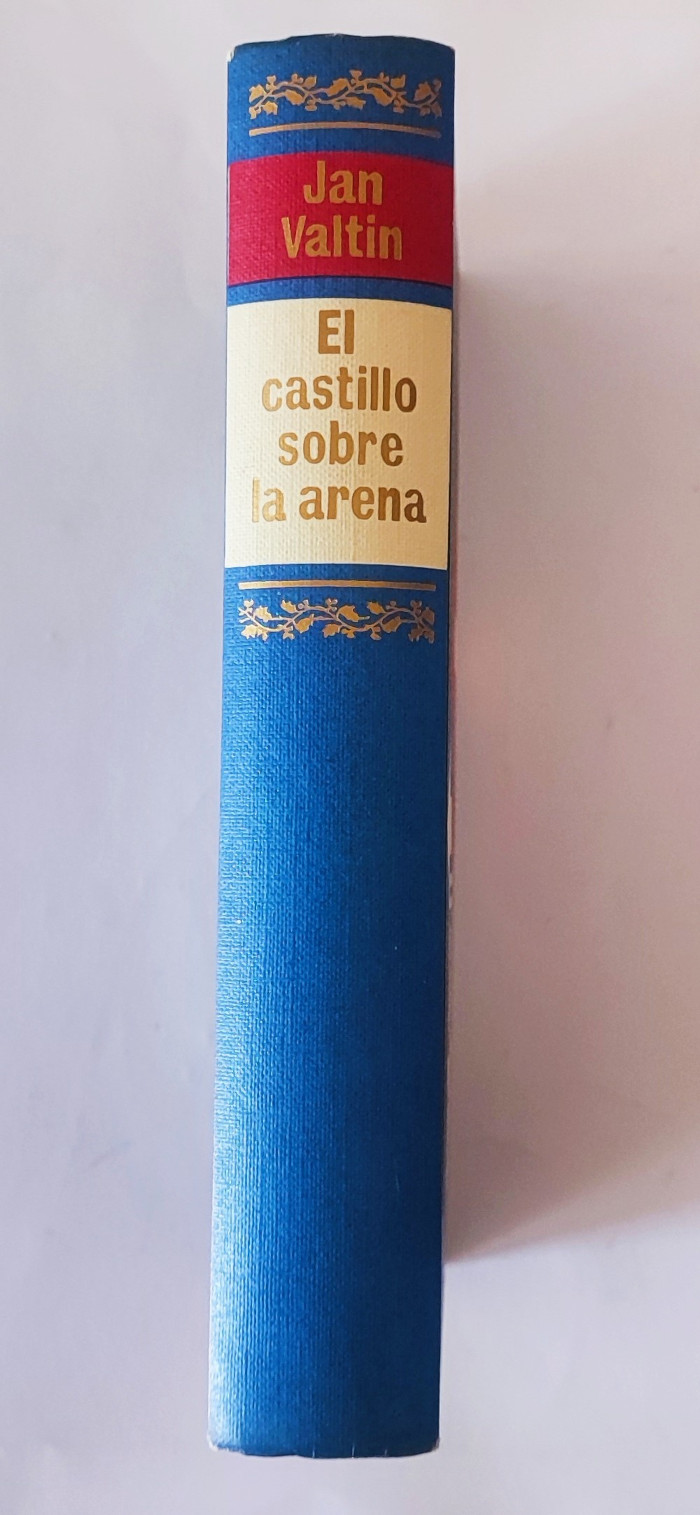 Jan
Valtin
El
castillo
sobre
la arena